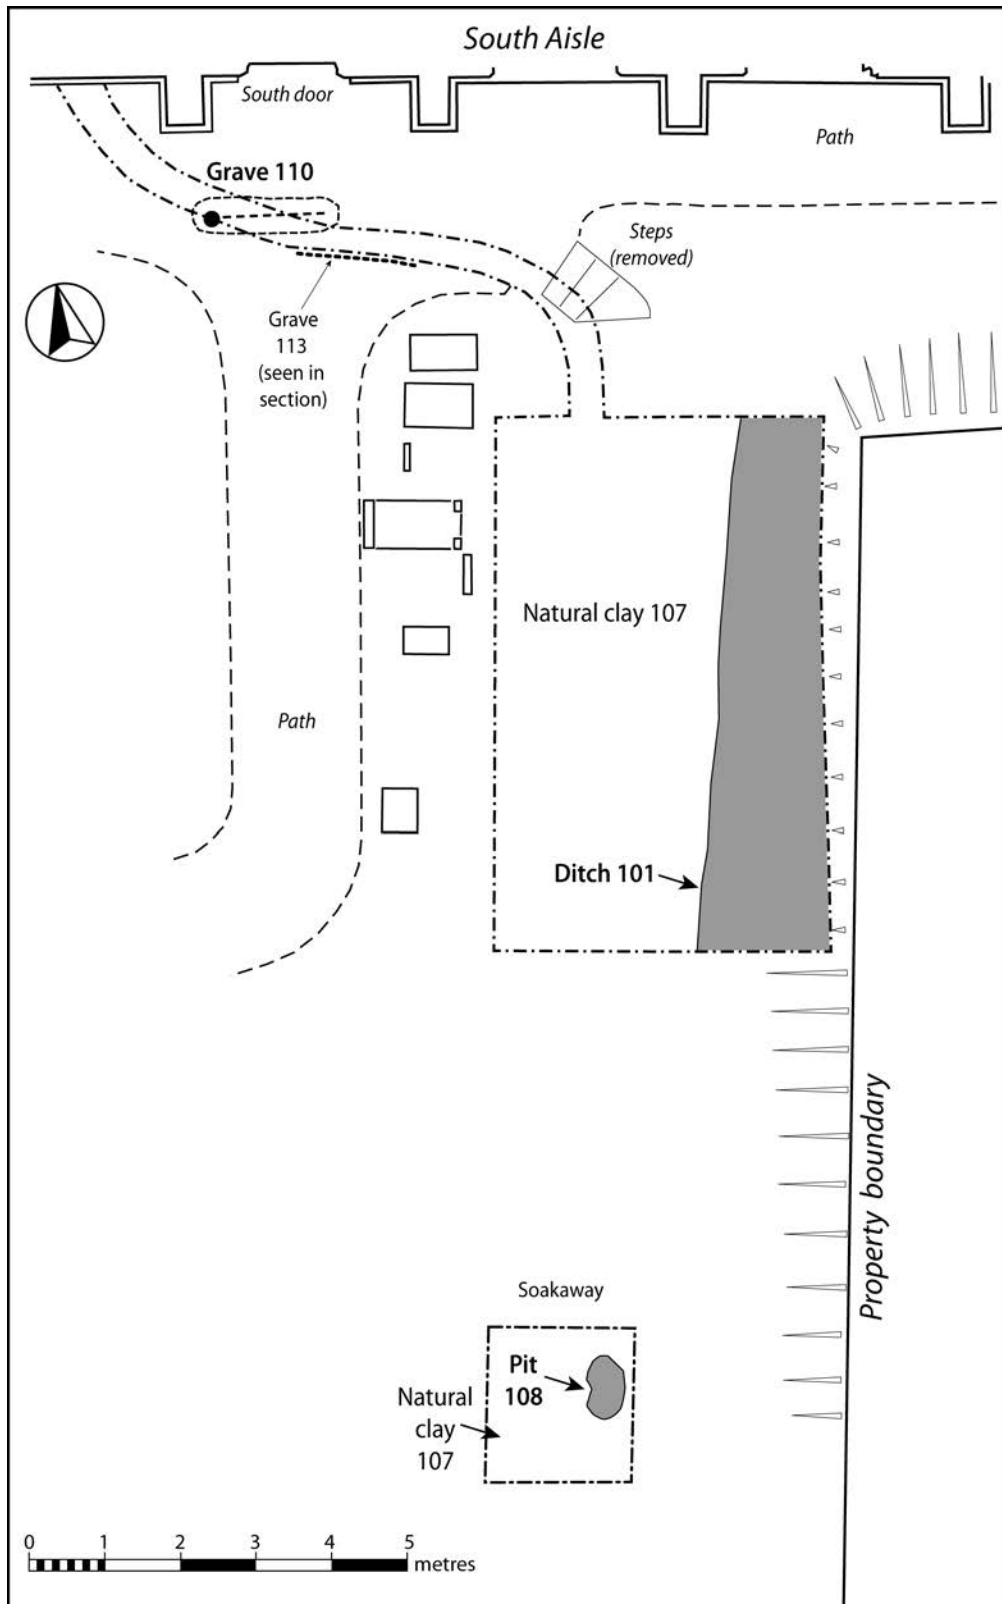 South Aisle
South door
Path
Grave 110
Steps
(removed)
Grave
113
(seen in
section)
Natural clay 107
Path
Ditch 101
Property boundary
Soakaway
Pit
108
Natural
clay
107
0 1 2 3 4 5
metres